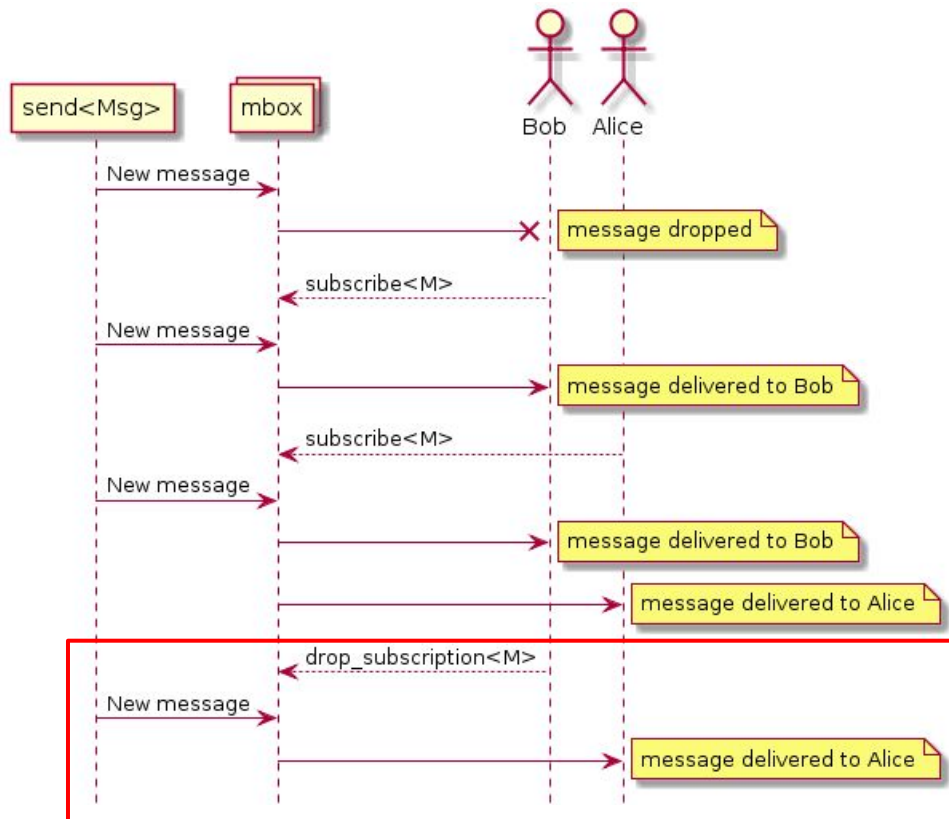 send<Msg>
mbox
Bob
Alice
New message
message dropped
subscribe<M>
New message
message delivered to Bob
subscribe<M>
New message
message delivered to Bob
message delivered to Alice
drop_subscription<M>
New message
message delivered to Alice